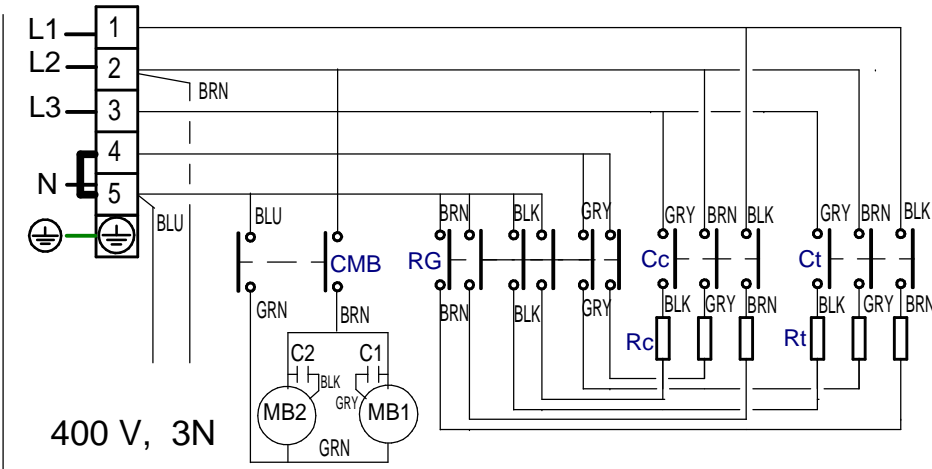 L1
1
L2
2
BRN
L3
3
4
N
5
BLU
BLU
CMB
GRN
BRN
C2
C1
BLK
GRY
MB2
MB1
GRN
400 V, 3N
BRN
BLK
GRY
RG
BRN
BLK
GRY
GRY
BRN
BLK
Cc
BLK
GRY
BRN
Rc
GRY
BRN
BLK
Ct
BLK
GRY
BRN
Rt